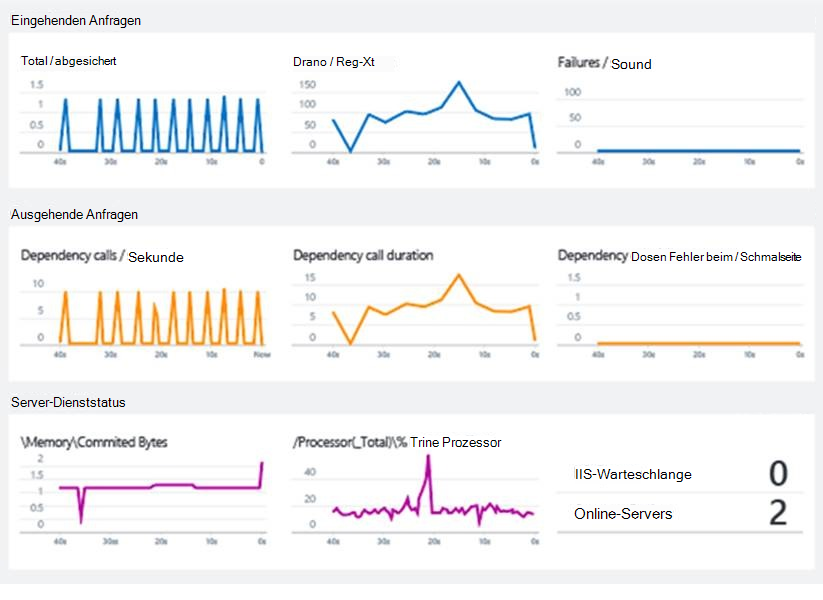 Eingehenden Anfragen
Total / abgesichert
Drano / Reg-Xt
Failures / Sound
1.5
1
0.5
0
40s 30s 20s 10s 0
150
100
50
0
40s 30s 20s 10s 0s
100
50
0
40s 30s 20s 10s 0s
Ausgehende Anfragen
Dependency calls / Sekunde
Dependency call duration
Dependency Dosen Fehler beim / Schmalseite
10
5
0
40s 30s 20s 10s Now
15
10
5
0
40s 30s 20s 10s 0s
1.5
1
0.5
0
40s 30s 20s 10s 0s
Server-Dienststatus
\Memory\Commited Bytes
/Processor(_Total)\% Trine Prozessor
2
1.5
1
0.5
0
40s 30s 20s 10s 0s
40
20
0
40s 30s 20s 10s 0s
IIS-Warteschlange 0
Online-Servers 2